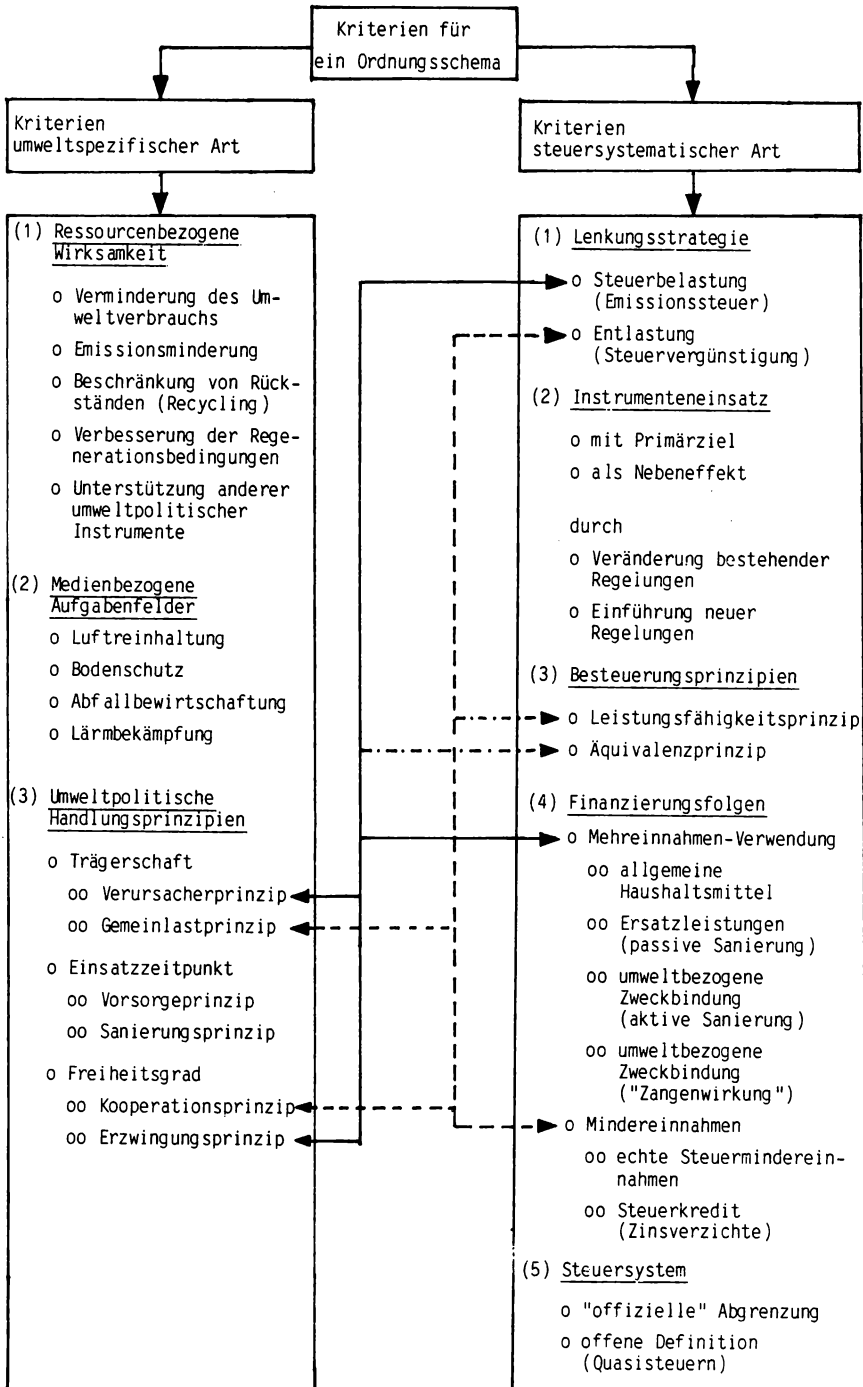 Kriterien für
ein Ordnungsschema
Kriterien
umweltspezifischer Art
(1) Ressourcenbezogene
Wirksamkeit
o Verminderung des Um-
weltverbrauchs
o Emissionsminderung
o Beschränkung von Rück-
ständen (Recycling)
o Verbesserung der Rege-
nerationsbedingungen
o Unterstützung anderer
umweltpolitischer
Instrumente
(2) Medienbezogene
Aufgabenfelder
o Luftreinhaltung
o Bodenschutz
o Abfallbewirtschaftung
o Lärmbekämpfung
(3) Umweltpolitische
Handlungsprinzipien
o Trägerschaft
oo Verursacherprinzip
oo Gemeinlastprinzip
o Einsatzzeitpunkt
oo Vorsorgeprinzip
oo Sanierungsprinzip
o Freiheitsgrad
oo Kooperationsprinzip
oo Erzwingungsprinzip
Kriterien
steuersystematischer Art
(1) Lenkungsstrategie
o Steuerbelastung
(Emissionssteuer)
o Entlastung
(Steuervergünstigung)
(2) Instrumenteneinsatz
o mit Primärziel
o als Nebeneffekt
durch
o Veränderung bestehender
Regelungen
o Einführung neuer
Regelungen
(3) Besteuerungsprinzipien
o Leistungsfähigkeitsprinzip
o Äquivalenzprinzip
(4) Finanzierungsfolgen
o Mehreinnahmen-Verwendung
oo allgemeine
Haushaltsmittel
oo Ersatzleistungen
(passive Sanierung)
oo umweltbezogene
Zweckbindung
(aktive Sanierung)
oo umweltbezogene
Zweckbindung
("Zangenwirkung")
o Mindereinnahmen
oo echte Steuermindereín-
nahmen
oo Steuerkredit
(Zinsverzichte)
(5) Steuersystem
o "offizielle" Abgrenzung
o offene Definition
(Quasisteuern)